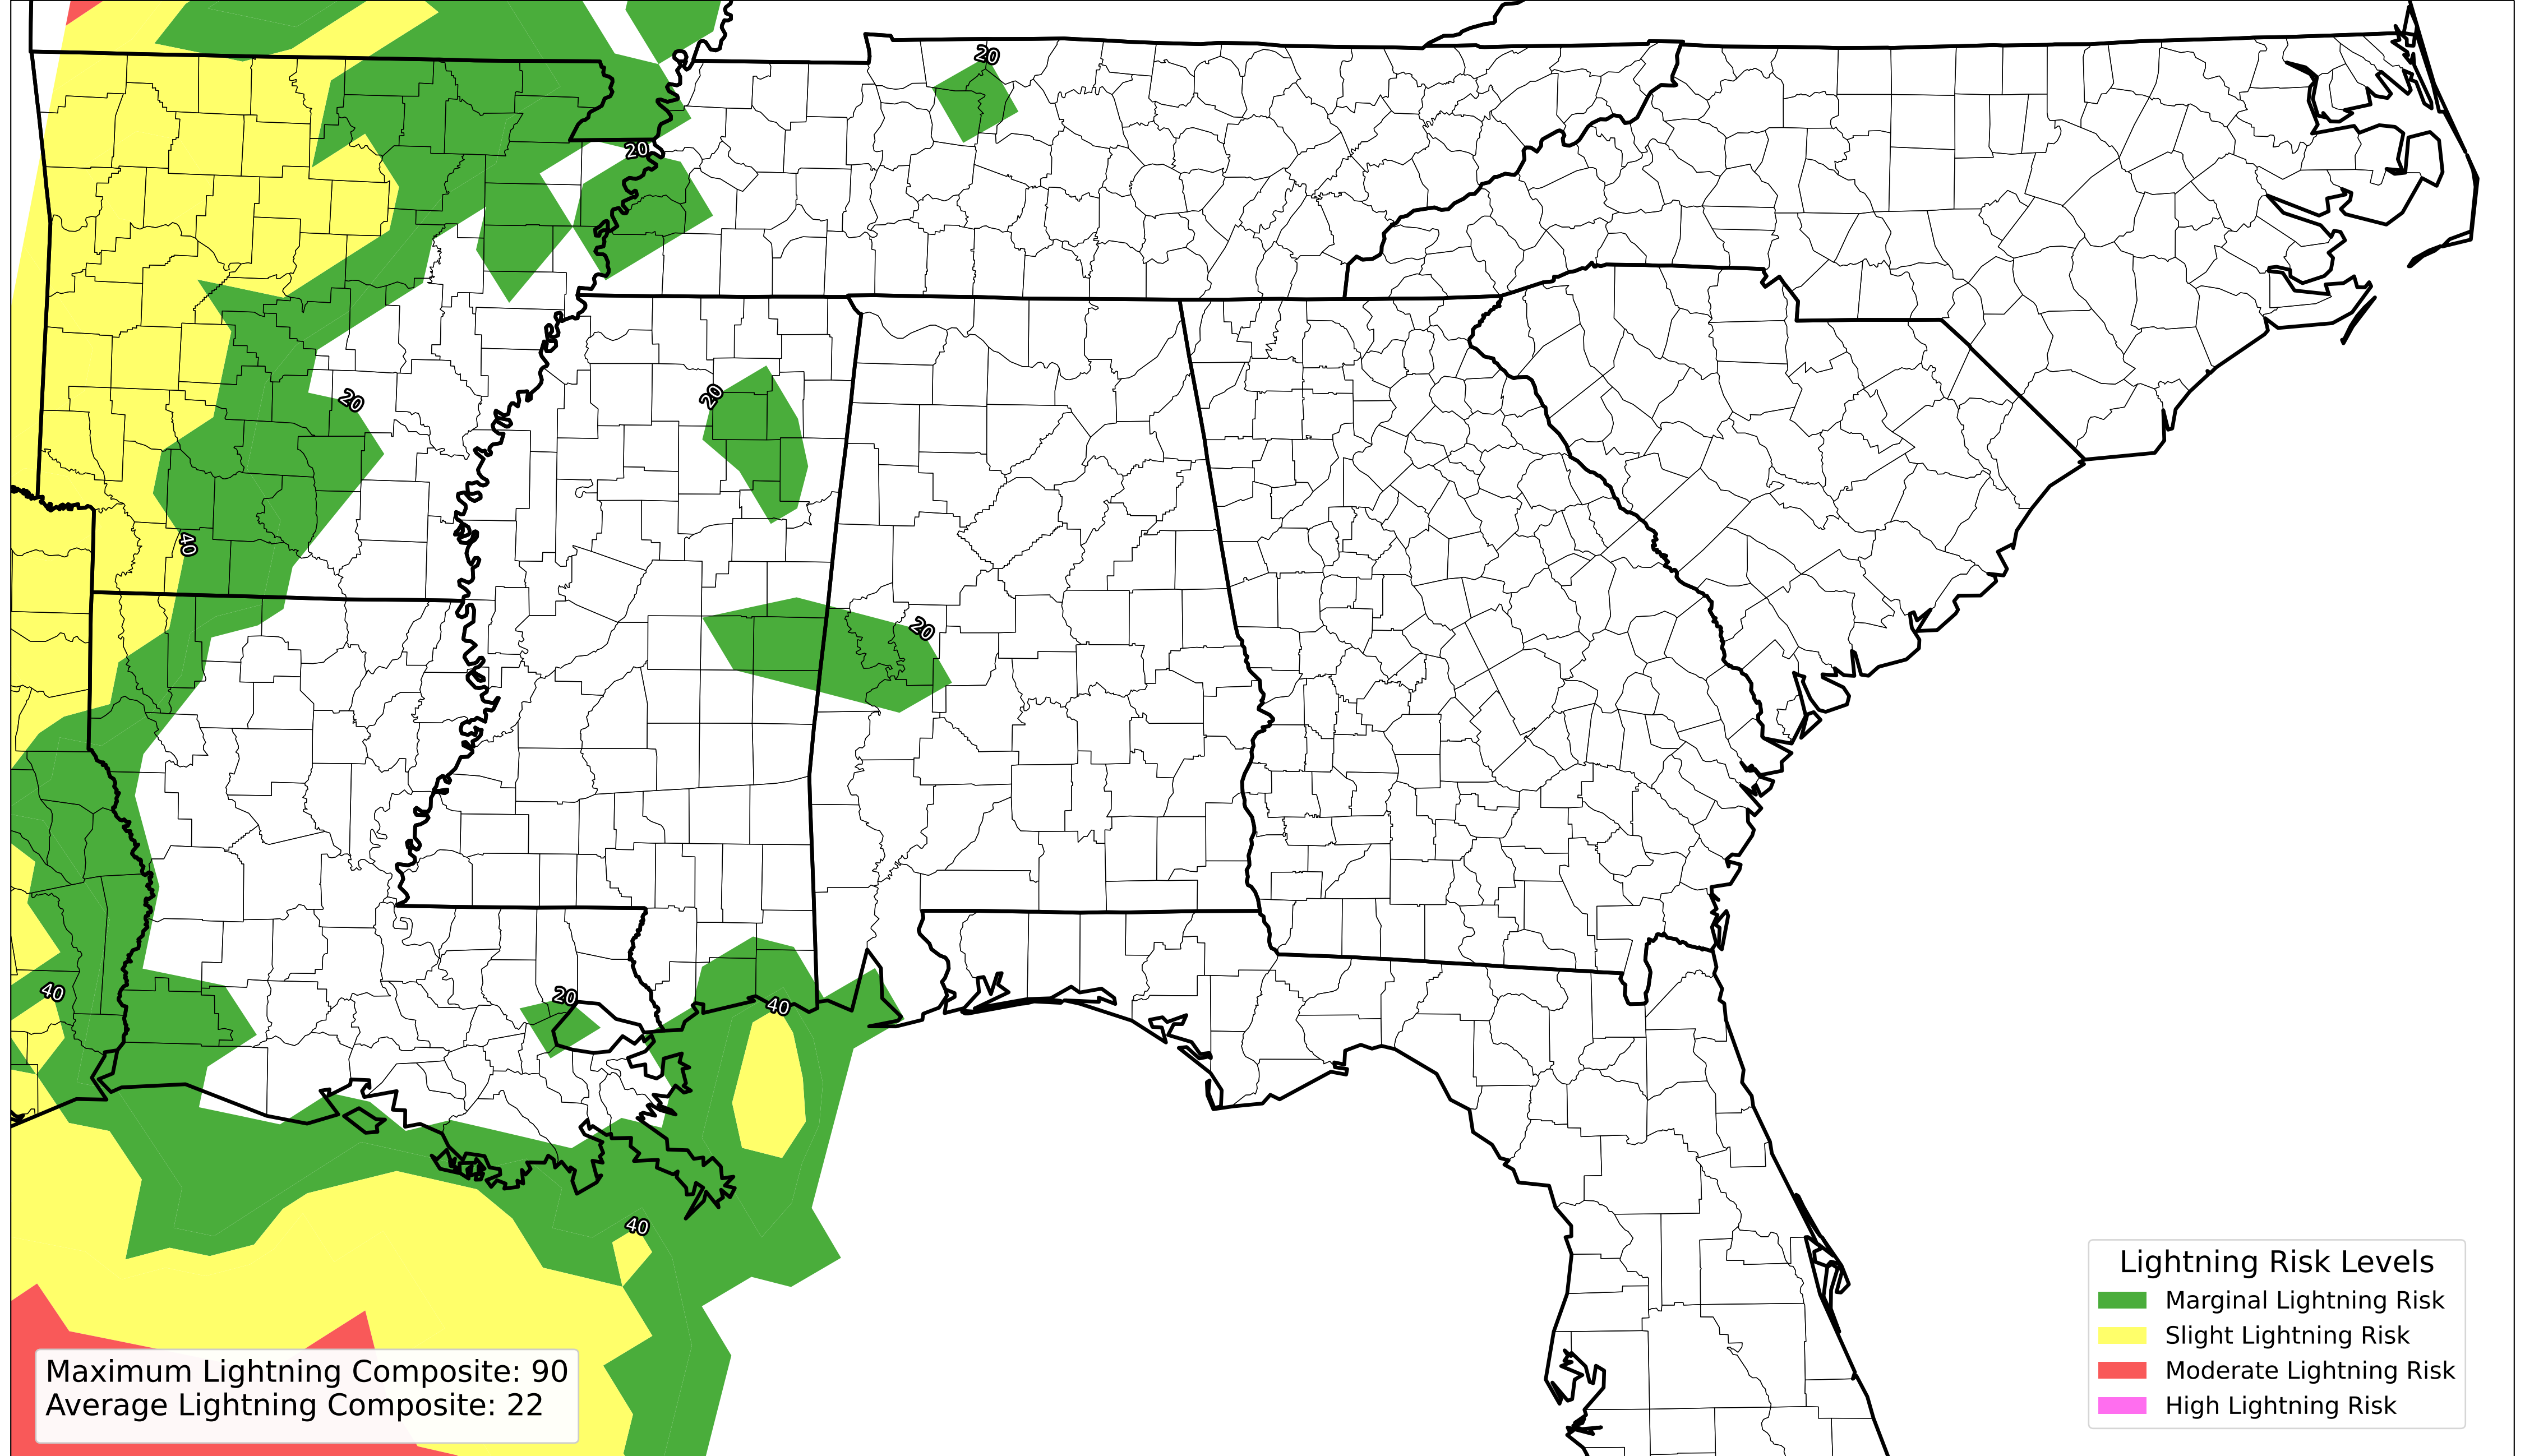 20
20
20
20
40
20
40
20
40
40
Maximum Lightning Composite: 90
Average Lightning Composite: 22
Lightning Risk Levels
Marginal Lightning Risk
Slight Lightning Risk
Moderate Lightning Risk
High Lightning Risk